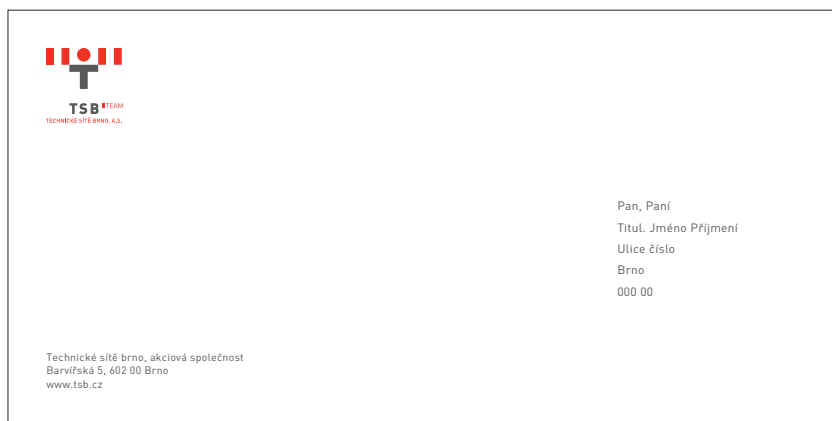 TSB TEAM
TECHNICKÉ SÍTĚ BRNO, A.S.
Pan, Paní
Titul. Jméno Příjmení
Ulice číslo
Brno
000 00
Technické sítě brno, akciová společnost
Barvířská 5, 602 00 Brno
www.tsb.cz